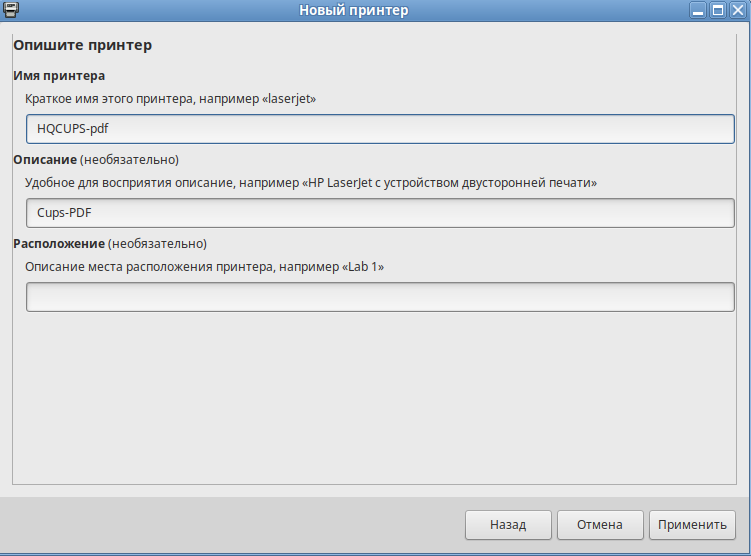 Новый принтер
Опишите принтер
Имя принтера
Краткое имя этого принтера, например «laserjet»
HQCUPS-pdf
Описание (необязательно)
Удобное для восприятия описание, например «HP LaserJet с устройством двусторонней печати»
Cups-PDF
Расположение (необязательно)
Описание места расположения принтера, например «Lab 1»
Назад Отмена Применить